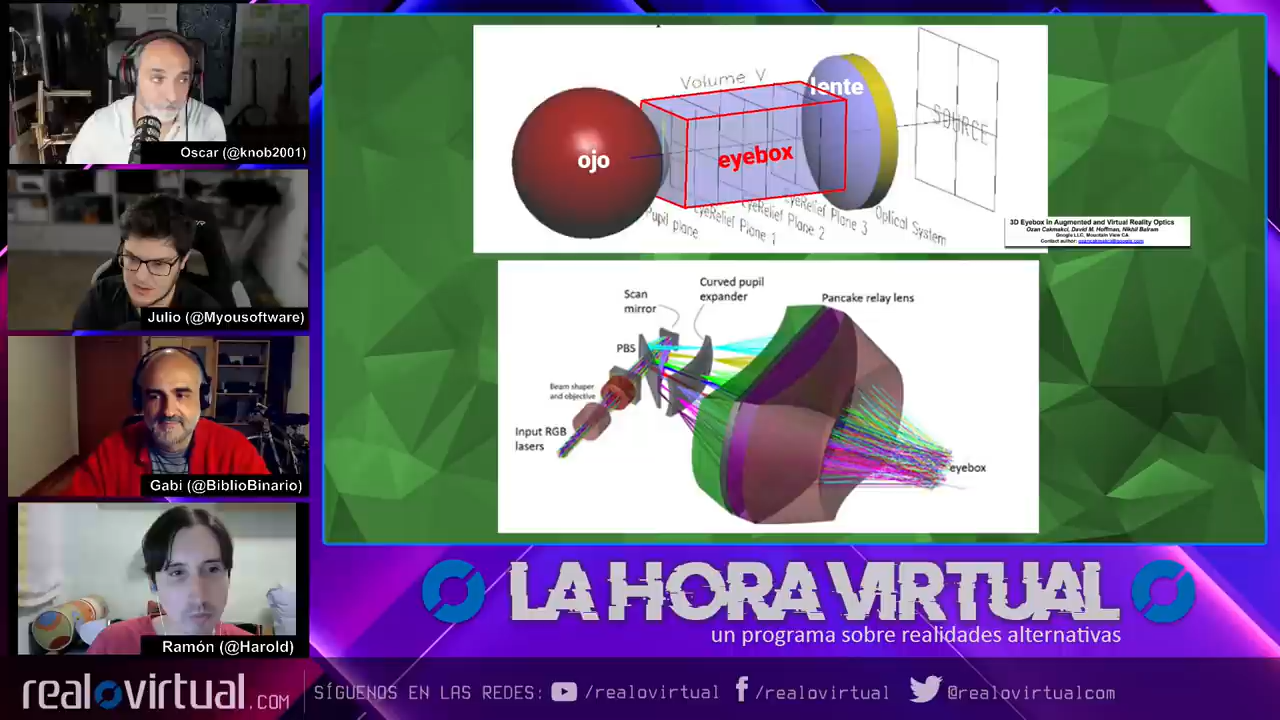 Oscar (@knob2001)
Julio (@Myousoftware)
Gabi (@BiblioBinario)
Ramón (@Harold)
Volume V
lente
ojo
eyebox
SOURCE
Pupil plane
EyeRelief Plane 1
EyeRelief Plane 2
EyeRelief Plane 3
Optical System
3D Eyebox in Augmented and Virtual Reality Optics
Ozan Cakmakci, David M. Hoffman, Nikhil Balram
Google LLC, Mountain View CA
Contact author:
Scan
mirror
Curved pupil
expander
Pancake relay lens
PBS
Beam shaper
and objective
Input RGB
lasers
eyebox
LA HORA VIRTUAL
un programa sobre realidades alternativas
realovirtual.COM
SÍGUENOS EN LAS REDES:
/realovirtual
/realovirtual
@realovirtualcom